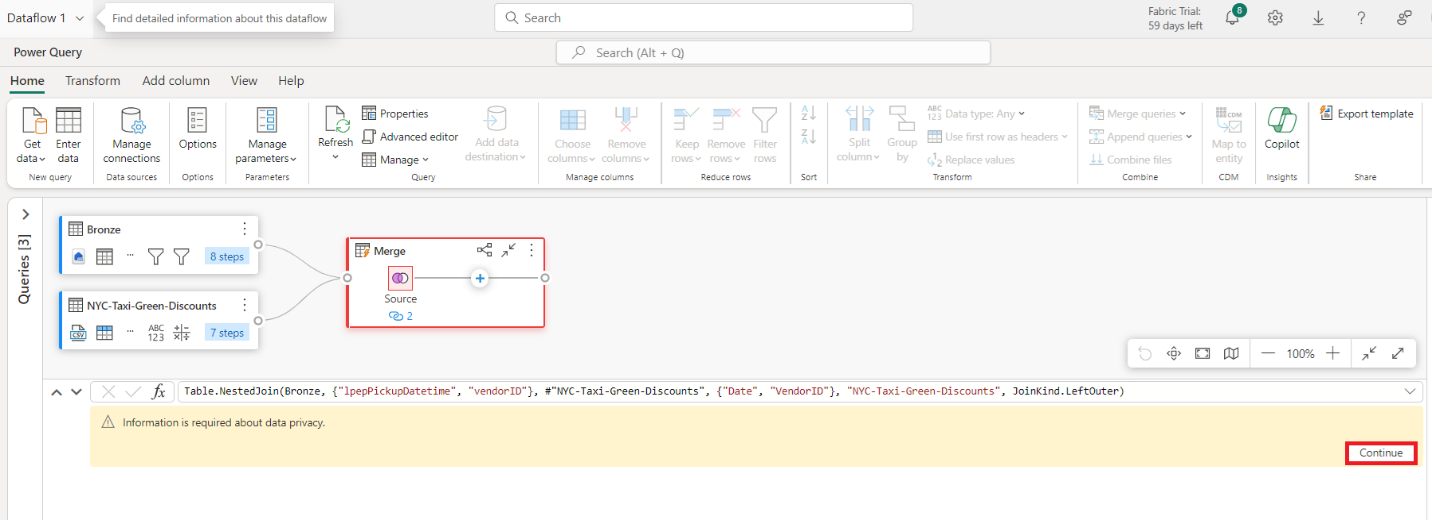 Dataflow 1
Find detailed information about this dataflow
Search
Fabric Trial:
59 days left
8
Power Query
Search (Alt + Q)
Home
Transform
Add column
View
Help
Get
data
Enter
data
New query
Manage
connections
Data sources
Options
Options
Manage
parameters
Parameters
Refresh
Properties
Advanced editor
Manage
Add data
destination
Query
Choose
columns
Remove
columns
Manage columns
Keep
rows
Remove
rows
Filter
rows
Reduce rows
A
Z
Z
A
Sort
Split
column
Group
by
ABC
123
Data type: Any
Use first row as headers
1
2
Replace values
Transform
Merge queries
Append queries
Combine files
Combine
CDM
Map to
entity
CDM
Copilot
Insights
Export template
Share
Queries [3]
Bronze
...
8 steps
NYC-Taxi-Green-Discounts
CSV
...
ABC
123
7 steps
Merge
Source
2
100%
fx
Table.NestedJoin(Bronze, {"lpepPickupDatetime", "vendorID"}, #"NYC-Taxi-Green-Discounts", {"Date", "VendorID"}, "NYC-Taxi-Green-Discounts", JoinKind.LeftOuter)
Information is required about data privacy.
Continue